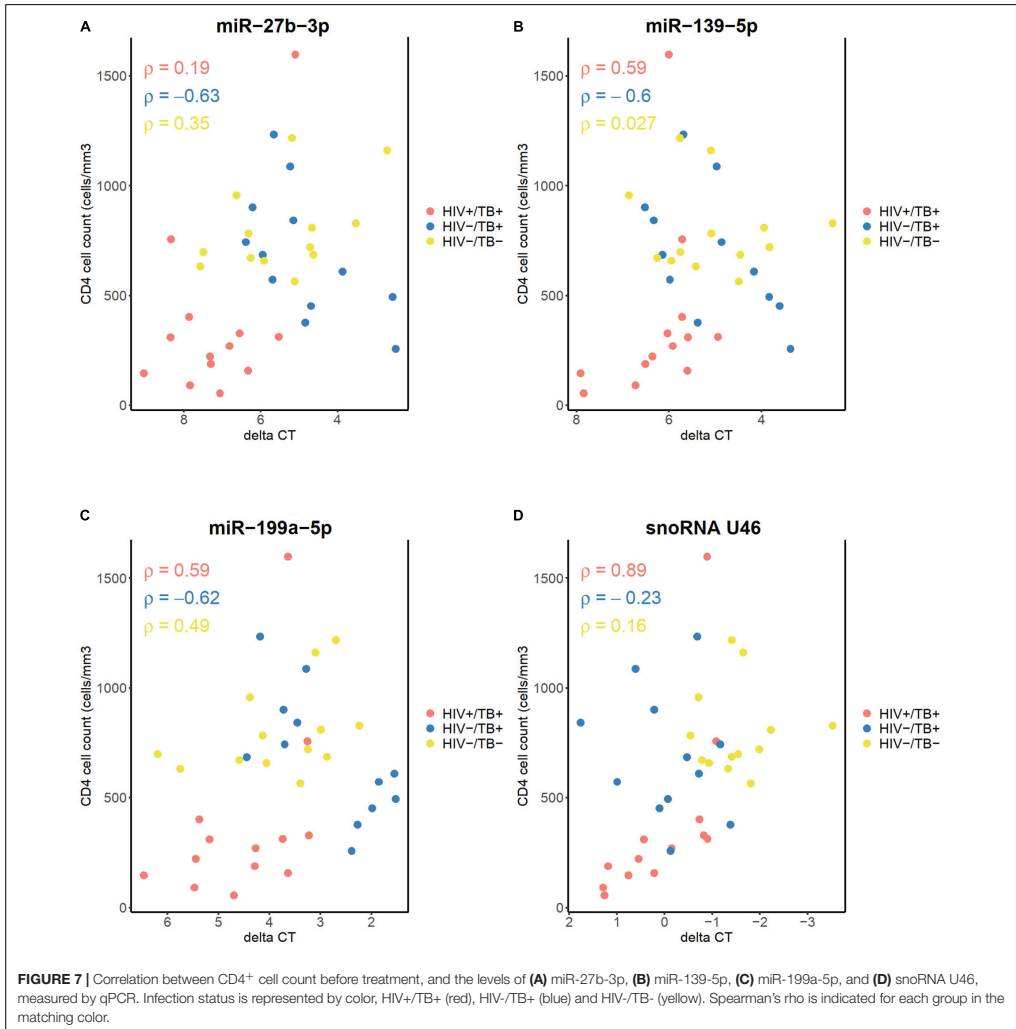 A
miR−27b−3p
ρ = 0.19
ρ = −0.63
ρ = 0.35
1500
1000
500
0
CD4 cell count (cells/mm3)
8 6 4
delta CT
HIV+/TB+
HIV−/TB+
HIV−/TB−
B
miR−139−5p
ρ = 0.59
ρ = − 0.6
ρ = 0.027
1500
1000
500
0
CD4 cell count (cells/mm3)
8 6 4
delta CT
HIV+/TB+
HIV−/TB+
HIV−/TB−
C
miR−199a−5p
ρ = 0.59
ρ = −0.62
ρ = 0.49
1500
1000
500
0
CD4 cell count (cells/mm3)
6 5 4 3 2
delta CT
HIV+/TB+
HIV−/TB+
HIV−/TB−
D
snoRNA U46
ρ = 0.89
ρ = − 0.23
ρ = 0.16
1500
1000
500
0
CD4 cell count (cells/mm3)
2 1 0 −1 −2 −3
delta CT
HIV+/TB+
HIV−/TB+
HIV−/TB−
FIGURE 7 | Correlation between CD4+ cell count before treatment, and the levels of (A) miR-27b-3p, (B) miR-139-5p, (C) miR-199a-5p, and (D) snoRNA U46,
measured by qPCR. Infection status is represented by color, HIV+/TB+ (red), HIV-/TB+ (blue) and HIV-/TB- (yellow). Spearman's rho is indicated for each group in the
matching color.